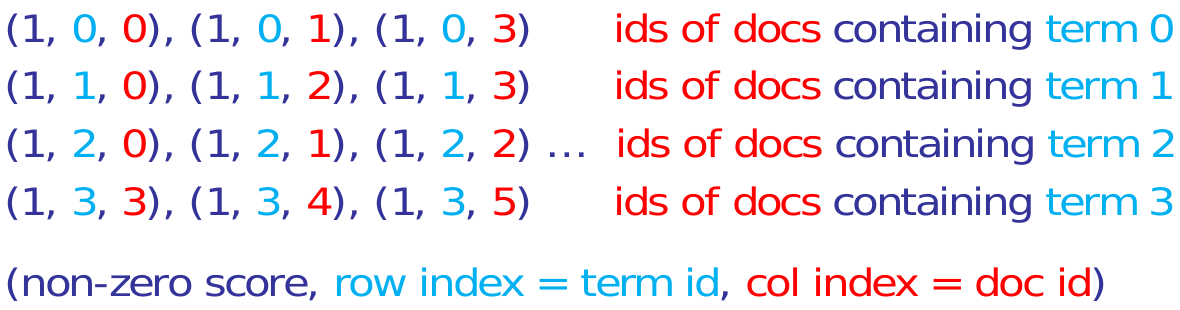 (1, 0, 0), (1, 0, 1), (1, 0, 3) ids of docs containing term 0
(1, 1, 0), (1, 1, 2), (1, 1, 3) ids of docs containing term 1
(1, 2, 0), (1, 2, 1), (1, 2, 2) … ids of docs containing term 2
(1, 3, 3), (1, 3, 4), (1, 3, 5) ids of docs containing term 3
(non-zero score, row index = term id, col index = doc id)